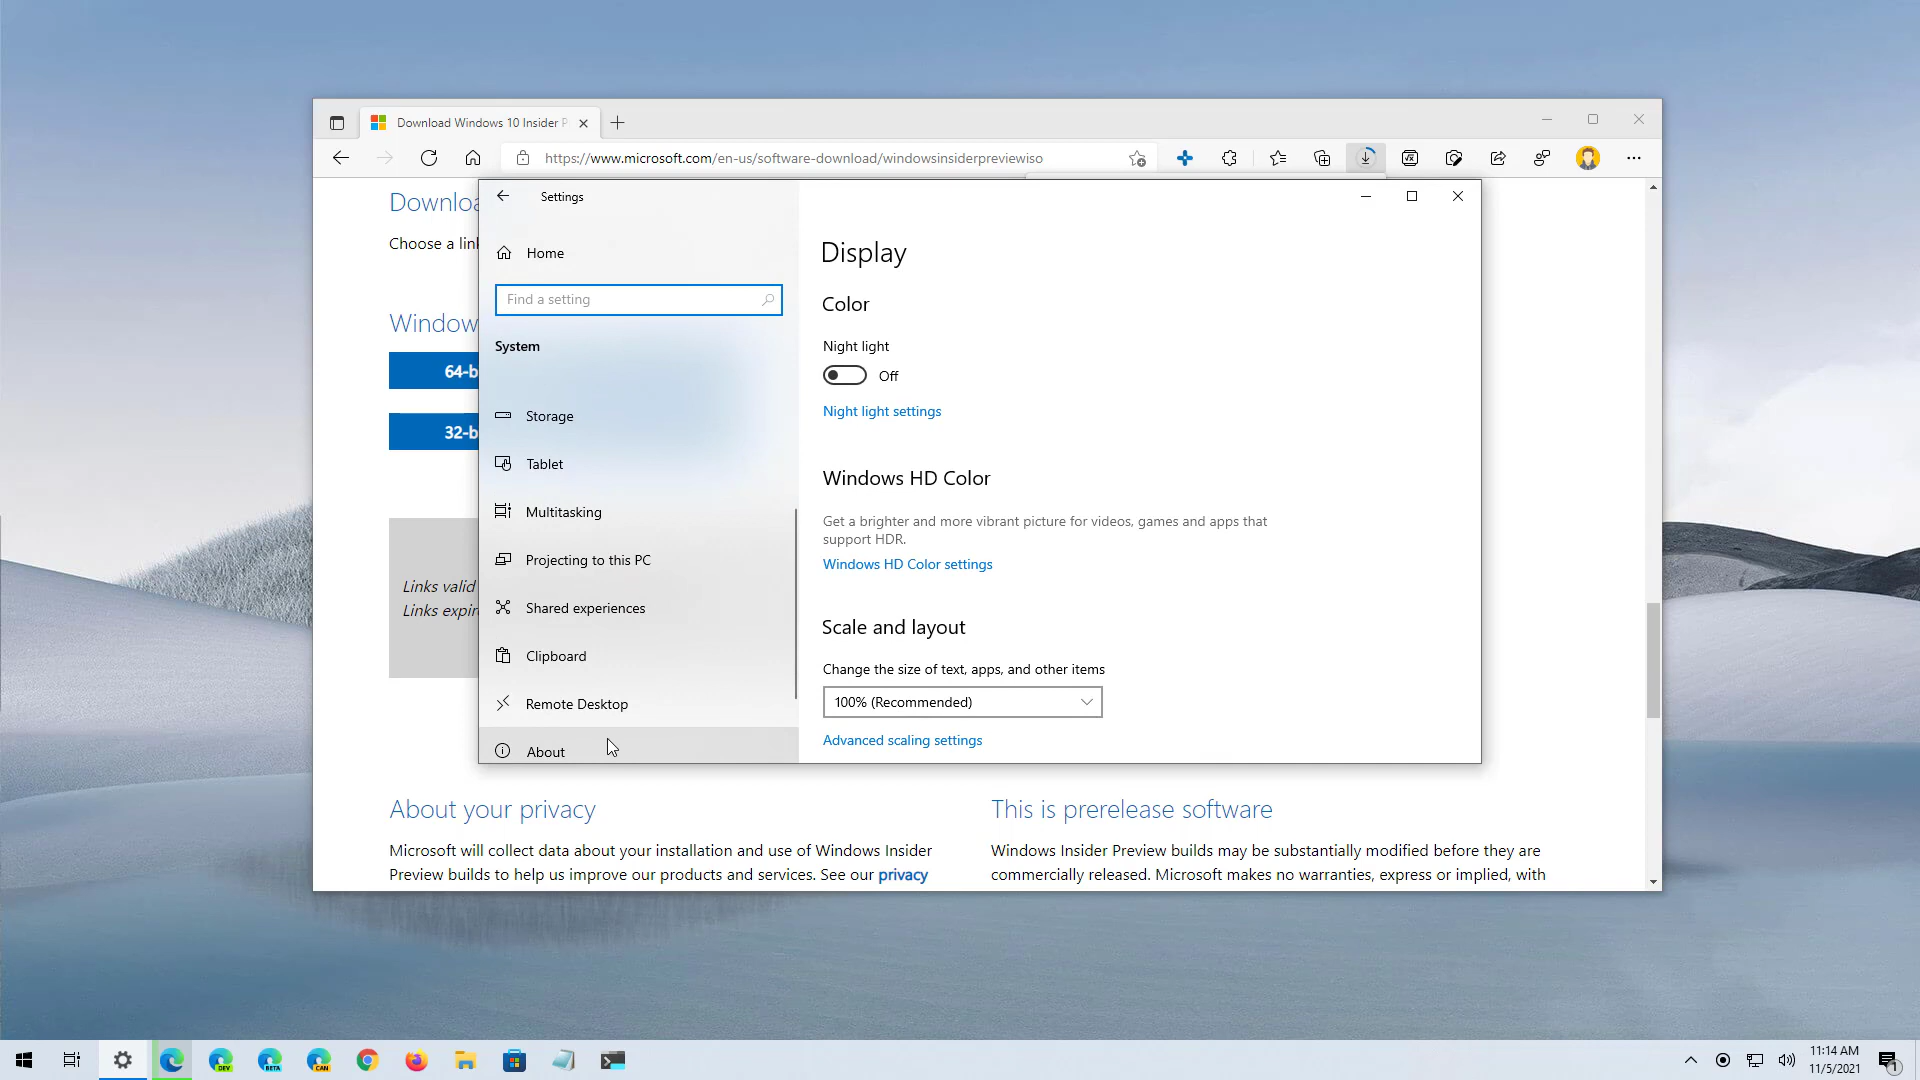 Download Windows 10 Insider P
https://www.microsoft.com/en-us/software-download/windowsinsiderpreviewiso
Settings
Home
Find a setting
System
Storage
Tablet
Multitasking
Projecting to this PC
Shared experiences
Clipboard
Remote Desktop
About
Display
Color
Night light
Off
Night light settings
Windows HD Color
Get a brighter and more vibrant picture for videos, games and apps that
support HDR.
Windows HD Color settings
Scale and layout
Change the size of text, apps, and other items
100% (Recommended)
Advanced scaling settings
Downloa
Choose a lin
Window
64-b
32-b
Links valid
Links expir
About your privacy
Microsoft will collect data about your installation and use of Windows Insider
Preview builds to help us improve our products and services. See our privacy
This is prerelease software
Windows Insider Preview builds may be substantially modified before they are
commercially released. Microsoft makes no warranties, express or implied, with
DEV
BETA
CAN
11:14 AM
11/5/2021
1